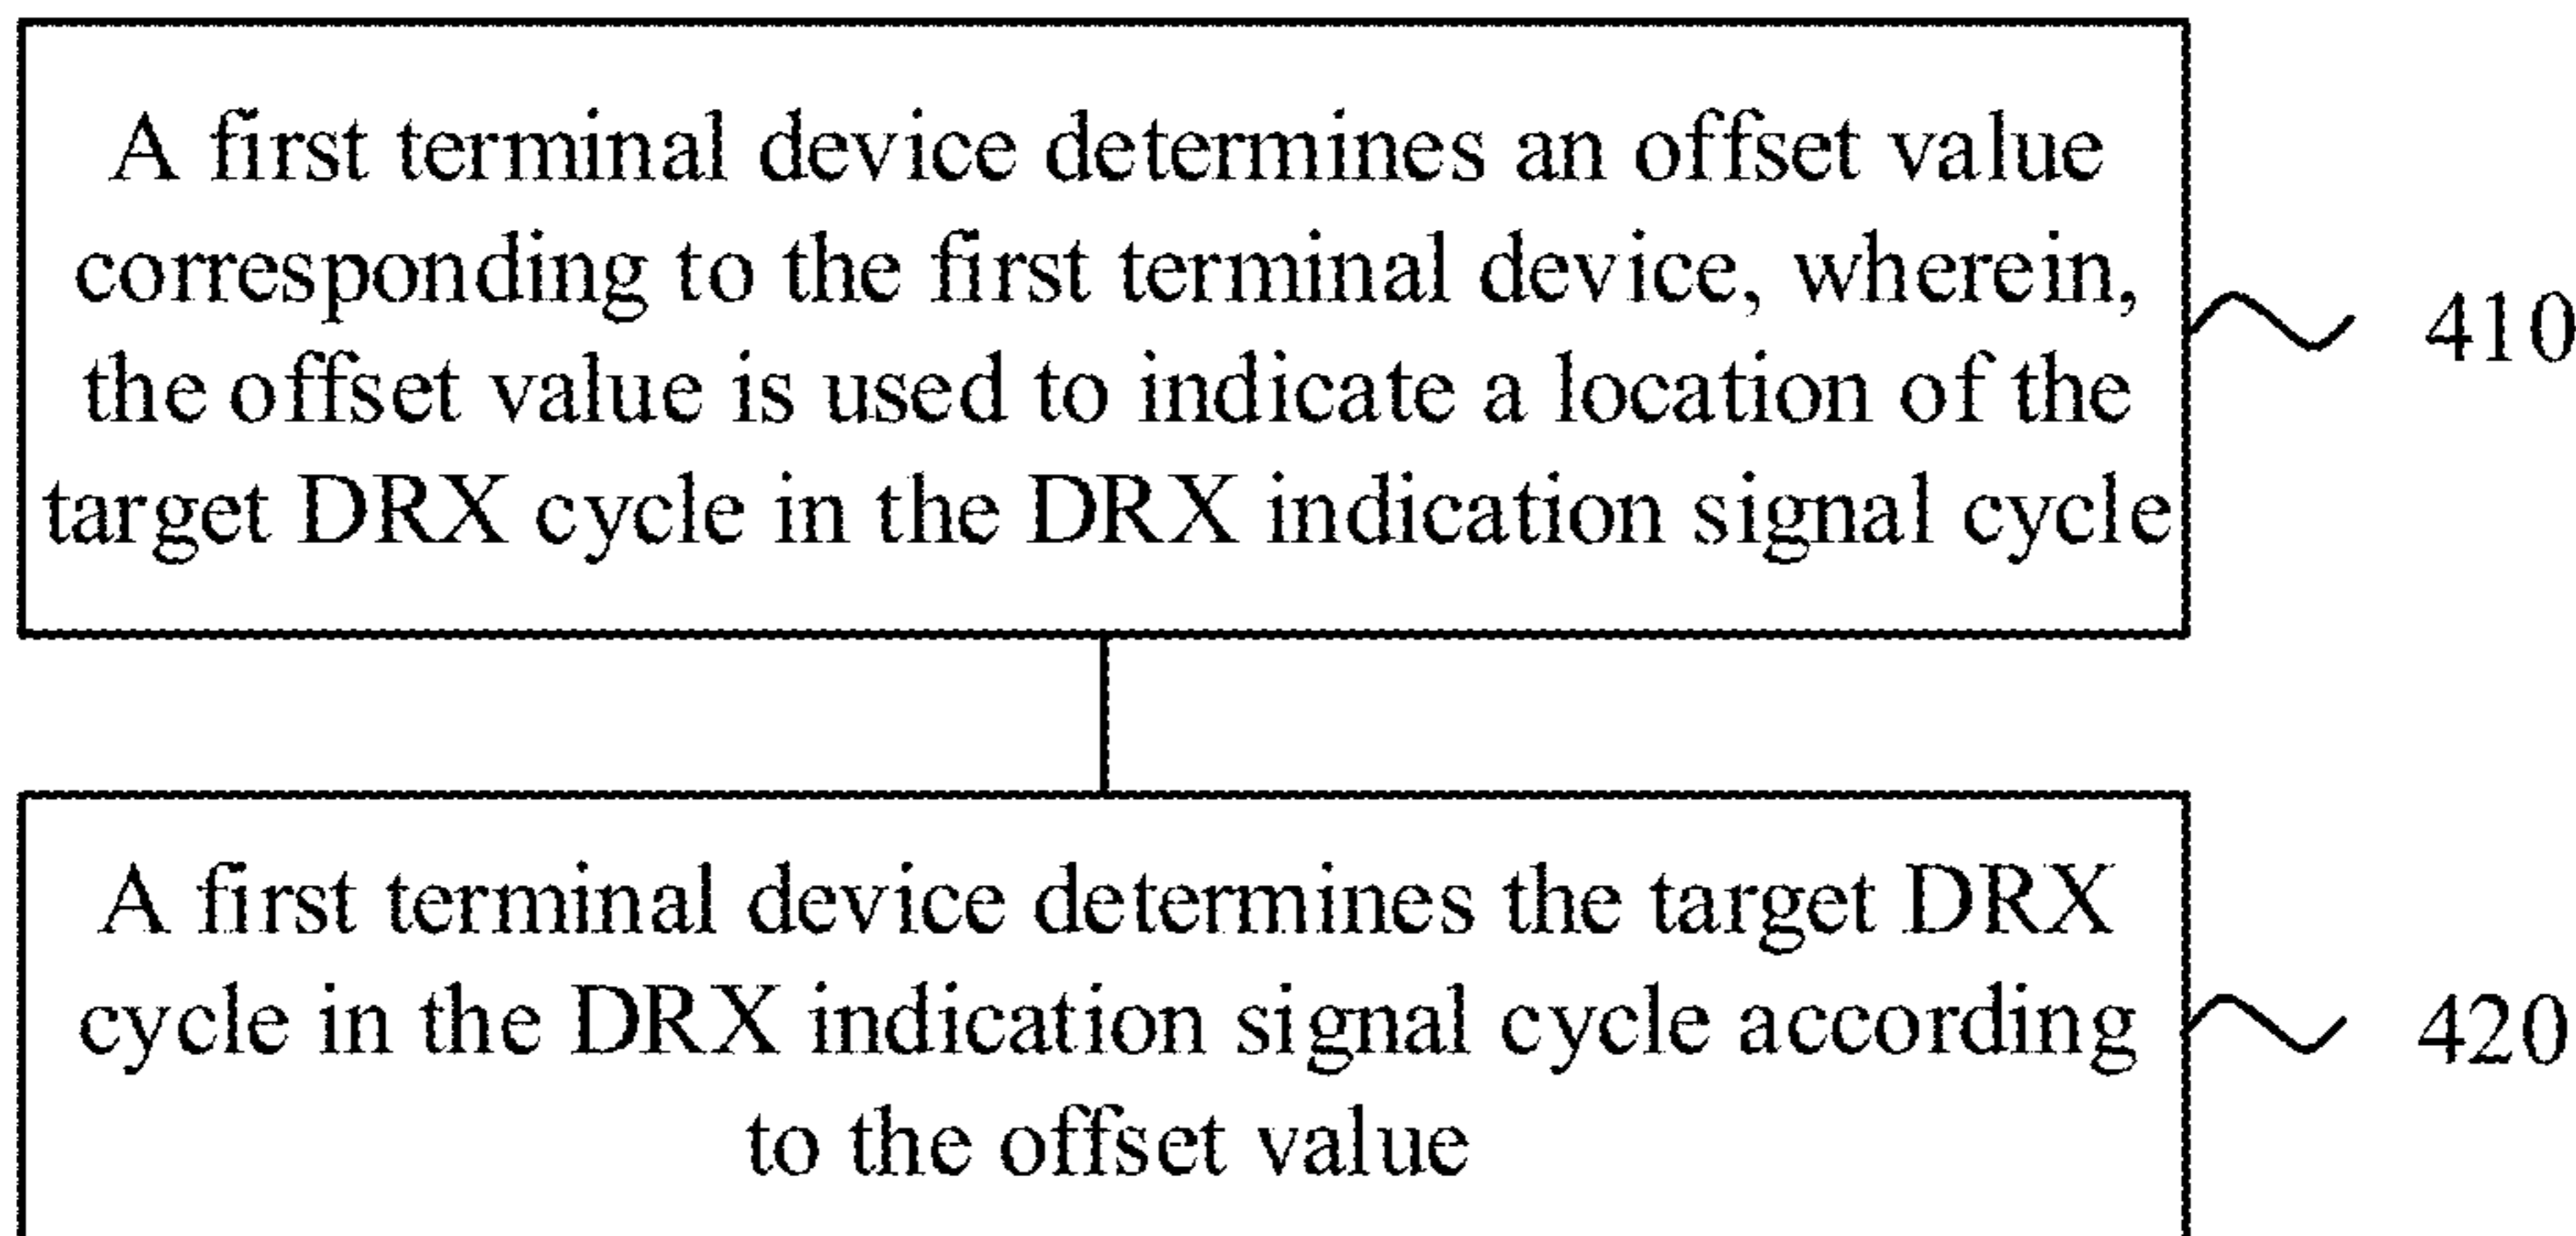 A first terminal device determines an offset value
corresponding to the first terminal device, wherein,
the offset value is used to indicate a location of the
target DRX cycle in the DRX indication signal cycle
410
A first terminal device determines the target DRX
cycle in the DRX indication signal cycle according
to the offset value
420